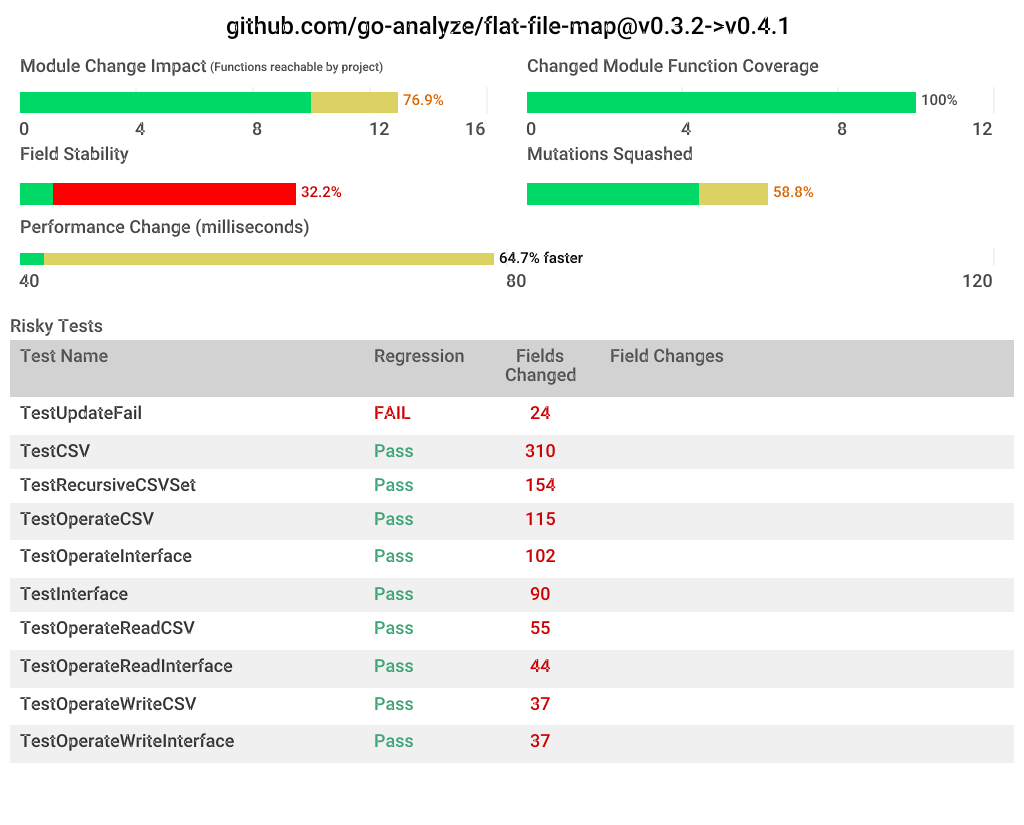 github.com/go-analyze/flat-file-map@v0.3.2->v0.4.1
Module Change Impact (Functions reachable by project)
76.9%
0 4 8 12 16
Changed Module Function Coverage
100%
0 4 8 12
Field Stability
32.2%
Mutations Squashed
58.8%
Performance Change (milliseconds)
64.7% faster
40 80 120
Risky Tests
Test Name Regression Fields Changed Field Changes
TestUpdateFail FAIL 24
TestCSV Pass 310
TestRecursiveCSVSet Pass 154
TestOperateCSV Pass 115
TestOperateInterface Pass 102
TestInterface Pass 90
TestOperateReadCSV Pass 55
TestOperateReadInterface Pass 44
TestOperateWriteCSV Pass 37
TestOperateWriteInterface Pass 37